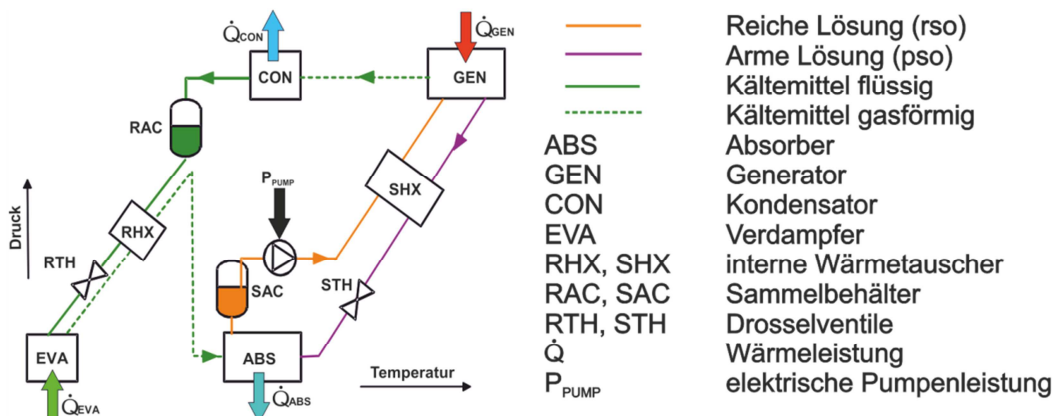 Q̇CON
Q̇GEN
CON
GEN
RAC
PPUMP
SHX
Druck
RHX
RTH
SAC
STH
EVA
ABS
Temperatur
Q̇EVA
Q̇ABS
Reiche Lösung (rso)
Arme Lösung (pso)
Kältemittel flüssig
Kältemittel gasförmig
ABS Absorber
GEN Generator
CON Kondensator
EVA Verdampfer
RHX, SHX interne Wärmetauscher
RAC, SAC Sammelbehälter
RTH, STH Drosselventile
Q̇ Wärmeleistung
PPUMP elektrische Pumpenleistung